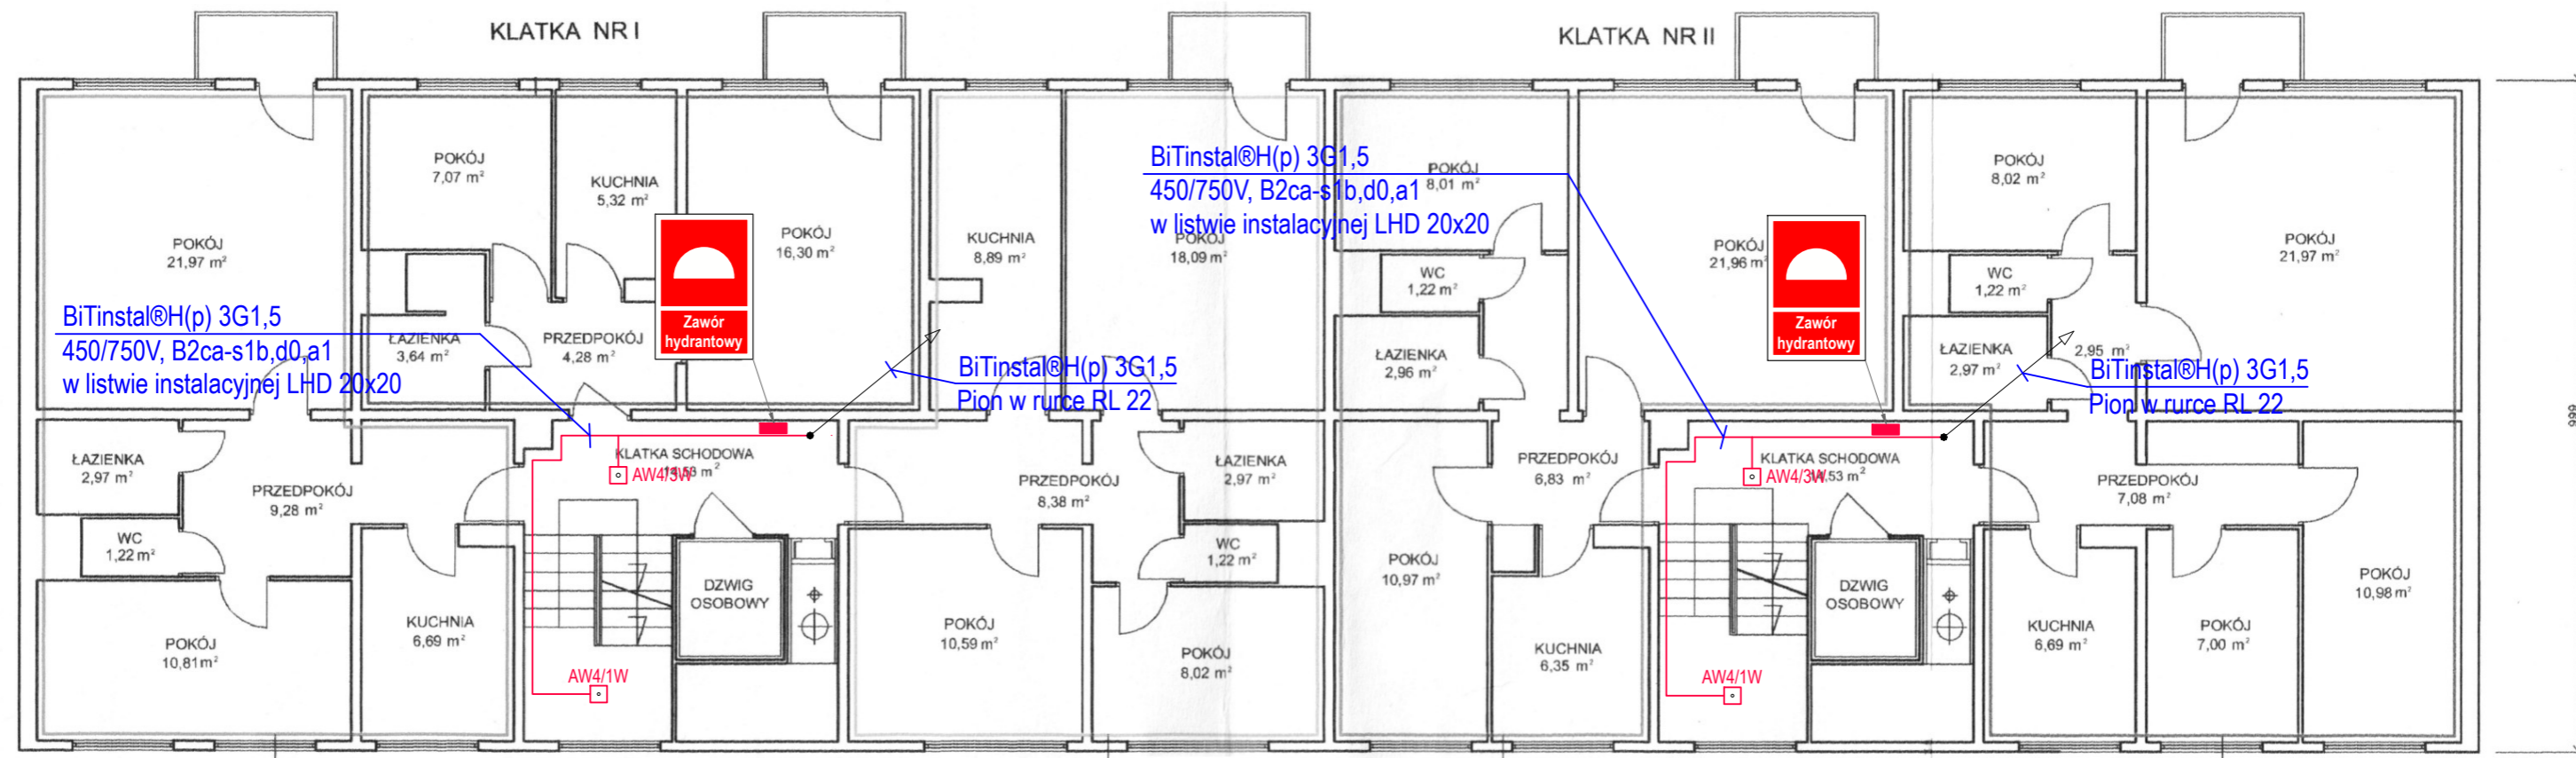 KLATKA NR I
KLATKA NR II
POKÓJ
21,97 m²
POKÓJ
7,07 m²
KUCHNIA
5,32 m²
POKÓJ
16,30 m²
KUCHNIA
8,89 m²
POKÓJ
18,09 m²
BiTinstal®H(p) 3G1,5
450/750V, B2ca-s1b,d0,a1
w listwie instalacyjnej LHD 20x20
POKÓJ
8,01 m²
POKÓJ
21,96 m²
POKÓJ
8,02 m²
POKÓJ
21,97 m²
Zawór
hydrantowy
Zawór
hydrantowy
WC
1,22 m²
WC
1,22 m²
BiTinstal®H(p) 3G1,5
450/750V, B2ca-s1b,d0,a1
w listwie instalacyjnej LHD 20x20
ŁAZIENKA
3,64 m²
PRZEDPOKÓJ
4,28 m²
BiTinstal®H(p) 3G1,5
Pion w rurce RL 22
ŁAZIENKA
2,96 m²
ŁAZIENKA
2,97 m²
2,95 m²
BiTinstal®H(p) 3G1,5
Pion w rurce RL 22
ŁAZIENKA
2,97 m²
PRZEDPOKÓJ
9,28 m²
KLATKA SCHODOWA
AW4/3W
PRZEDPOKÓJ
8,38 m²
ŁAZIENKA
2,97 m²
PRZEDPOKÓJ
6,83 m²
KLATKA SCHODOWA
14,53 m²
AW4/3W
PRZEDPOKÓJ
7,08 m²
WC
1,22 m²
WC
1,22 m²
POKÓJ
10,81m²
KUCHNIA
6,69 m²
AW4/1W
DZWIG
OSOBOWY
POKÓJ
10,59 m²
POKÓJ
8,02 m²
POKÓJ
10,97 m²
KUCHNIA
6,35 m²
AW4/1W
DZWIG
OSOBOWY
KUCHNIA
6,69 m²
POKÓJ
7,00 m²
POKÓJ
10,98 m²